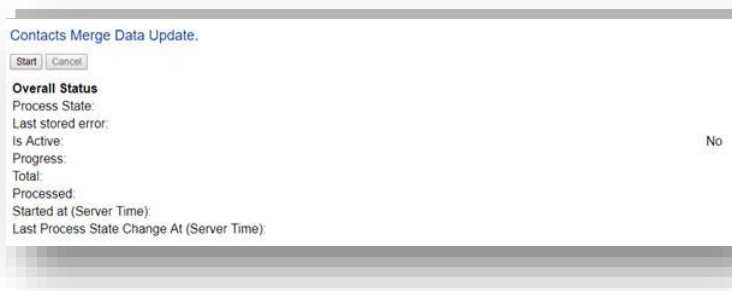 Contacts Merge Data Update.
Start Cancel
Overall Status
Process State:
Last stored error:
Is Active: No
Progress:
Total:
Processed:
Started at (Server Time):
Last Process State Change At (Server Time):